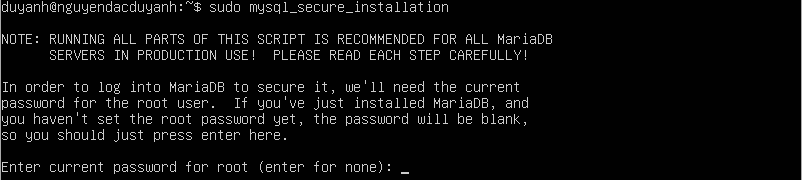 duyanh@nguyendacduyanh:~$ sudo mysql_secure_installation
NOTE: RUNNING ALL PARTS OF THIS SCRIPT IS RECOMMENDED FOR ALL MariaDB
SERVERS IN PRODUCTION USE!  PLEASE READ EACH STEP CAREFULLY!
In order to log into MariaDB to secure it, we'll need the current
password for the root user.  If you've just installed MariaDB, and
you haven't set the root password yet, the password will be blank,
so you should just press enter here.
Enter current password for root (enter for none): _